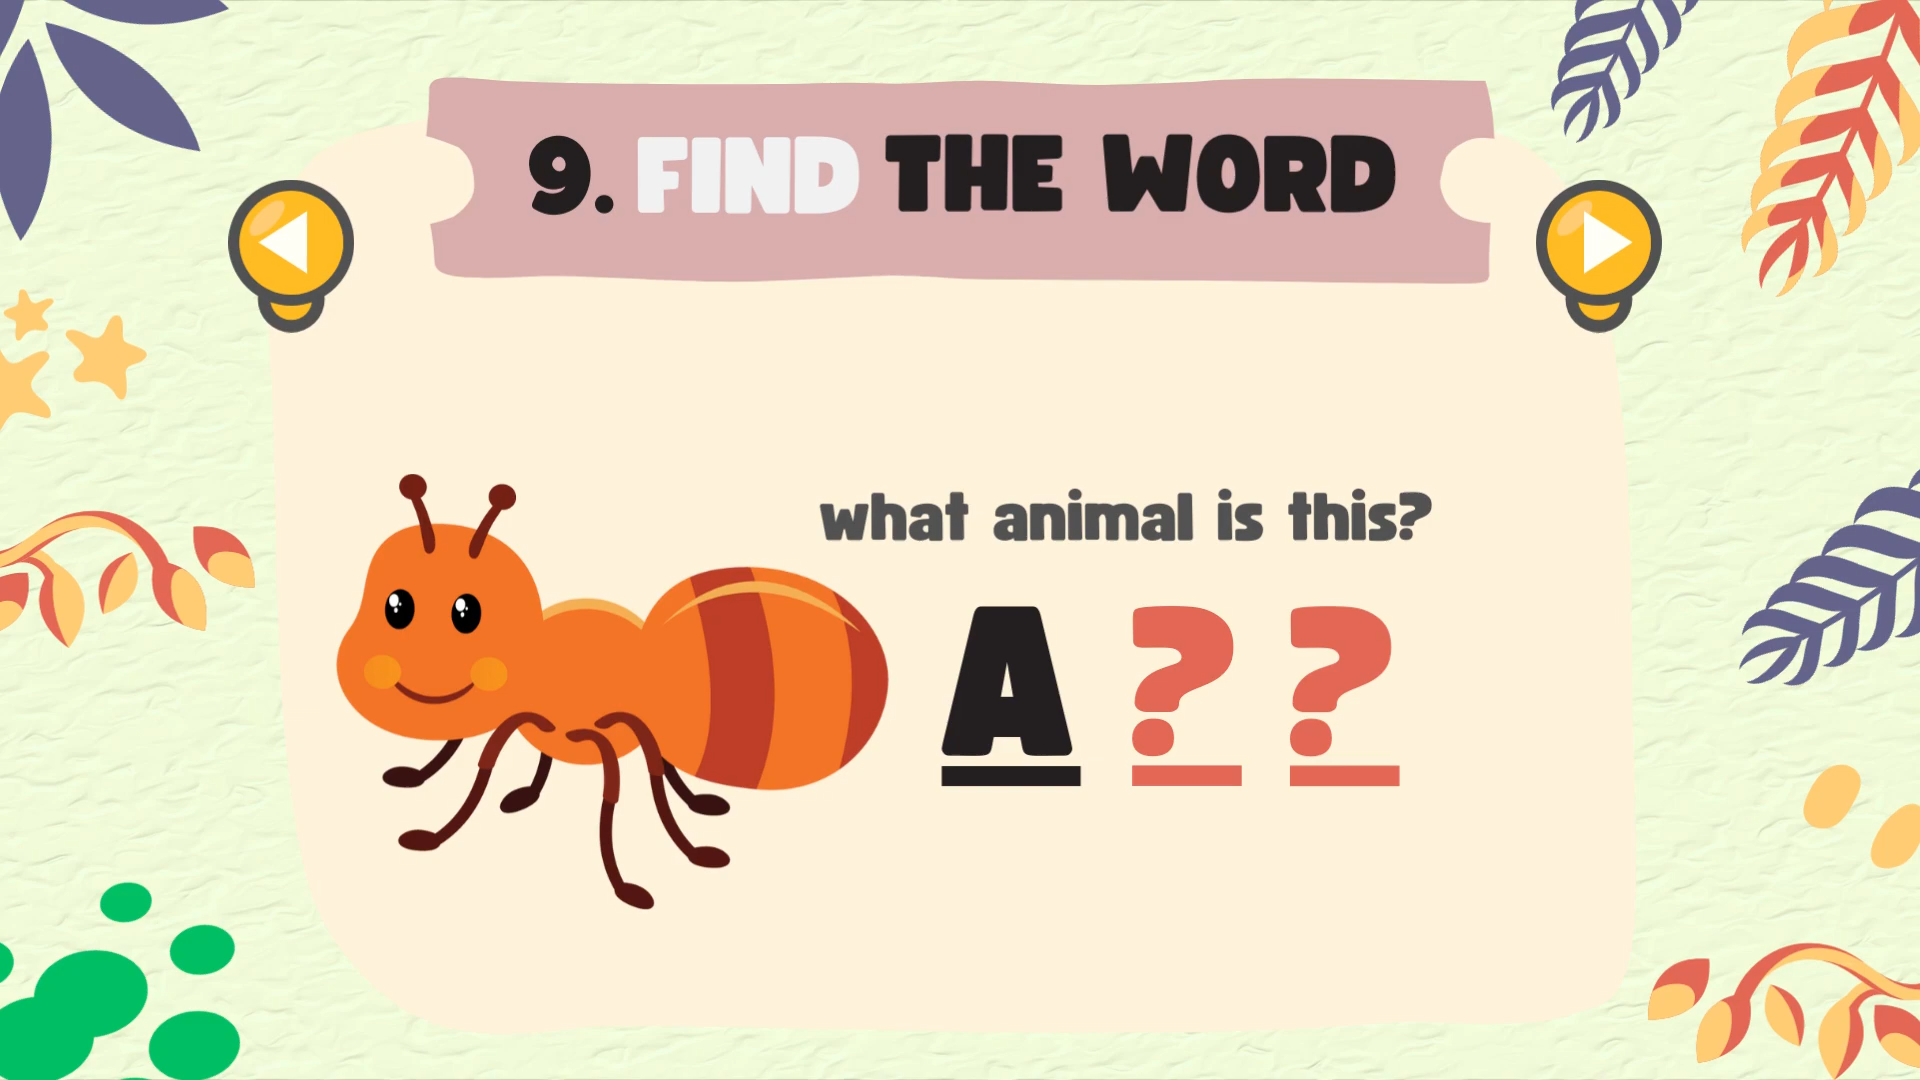 9. FIND THE WORD
what animal is this?
A ? ?